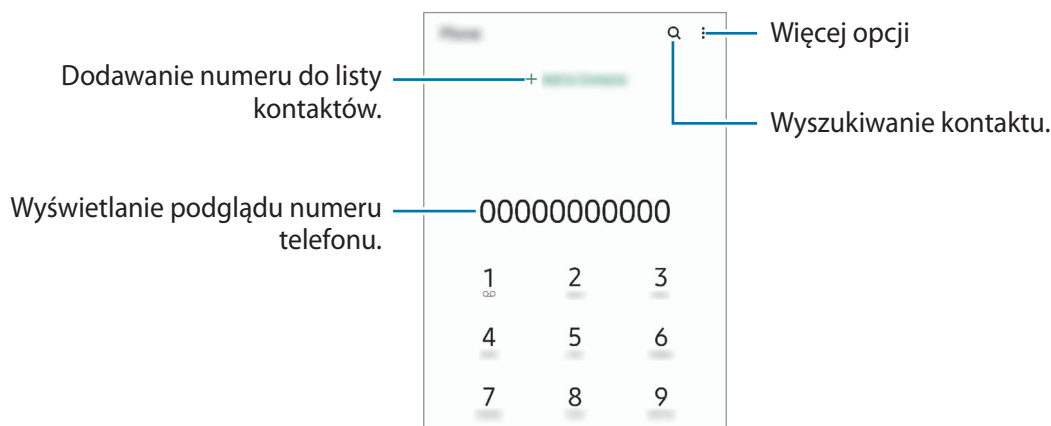 Więcej opcji
Dodawanie numeru do listy
kontaktów.
Wyszukiwanie kontaktu.
Wyświetlanie podglądu numeru
telefonu.
00000000000
1 2 3
4 5 6
7 8 9